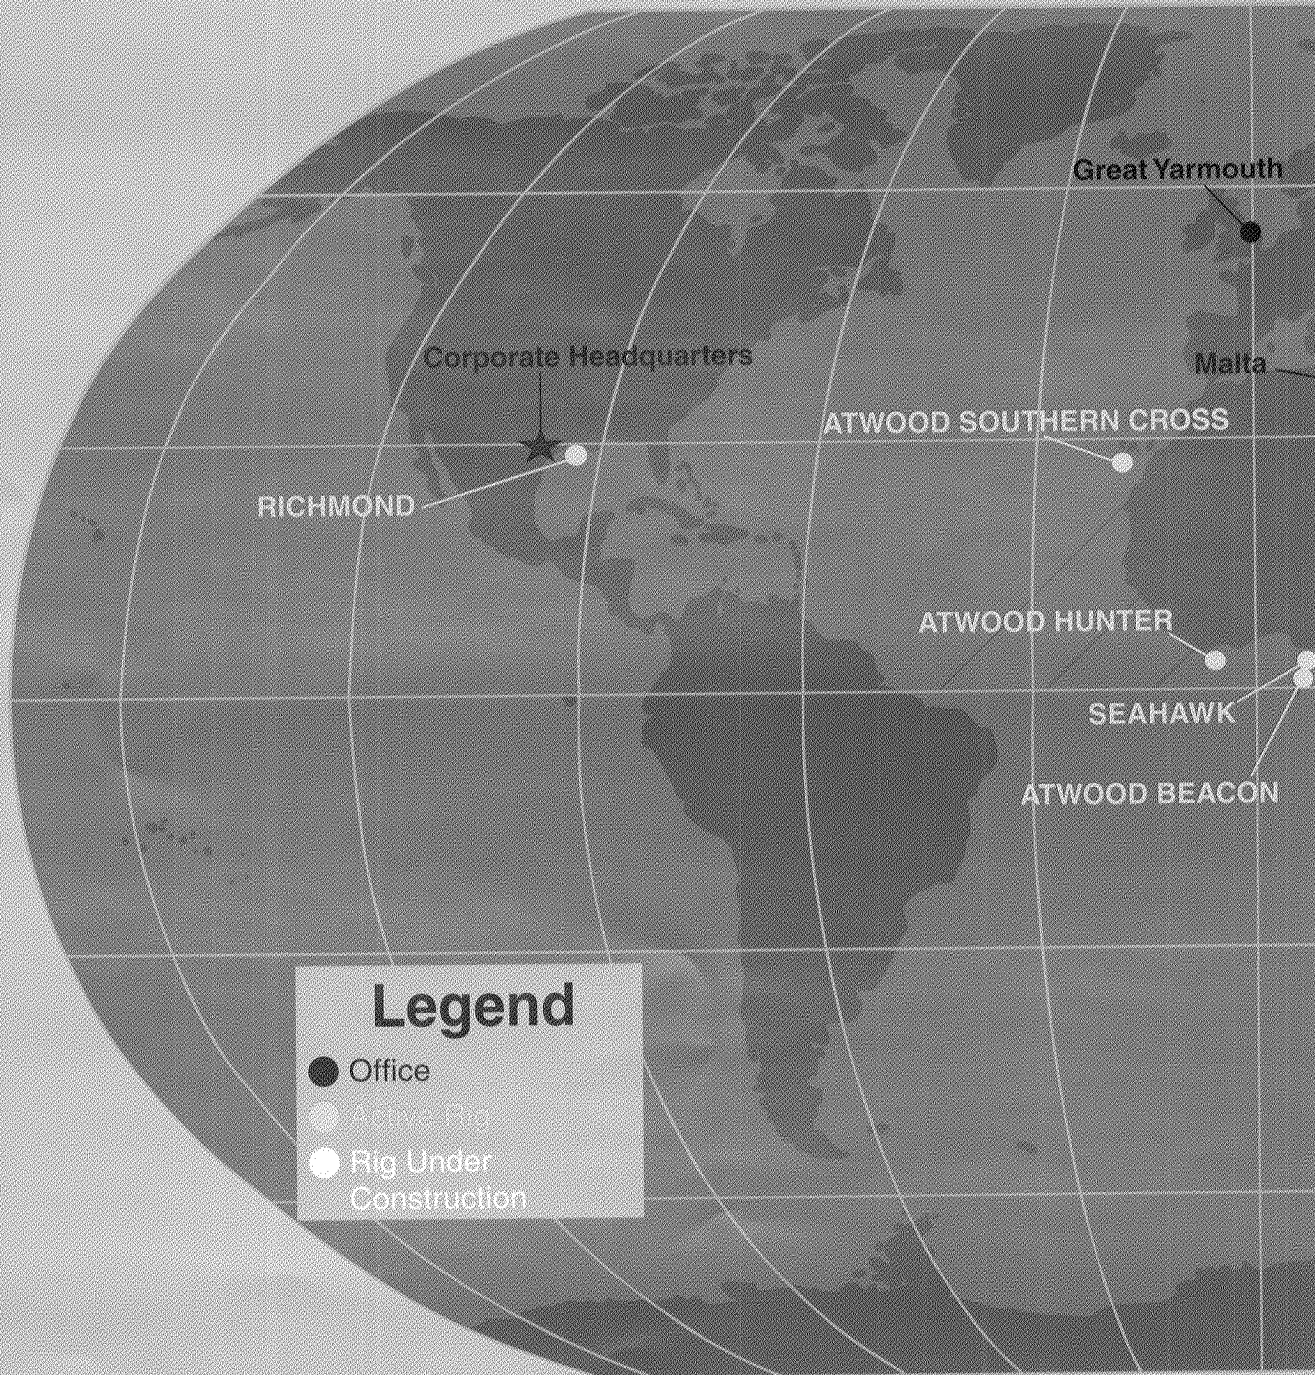 Great Yarmouth
Corporate Headquarters
Malta
ATWOOD SOUTHERN CROSS
RICHMOND
ATWOOD HUNTER
SEAHAWK
ATWOOD BEACON
Legend
Office
Active Rig
Rig Under
Construction